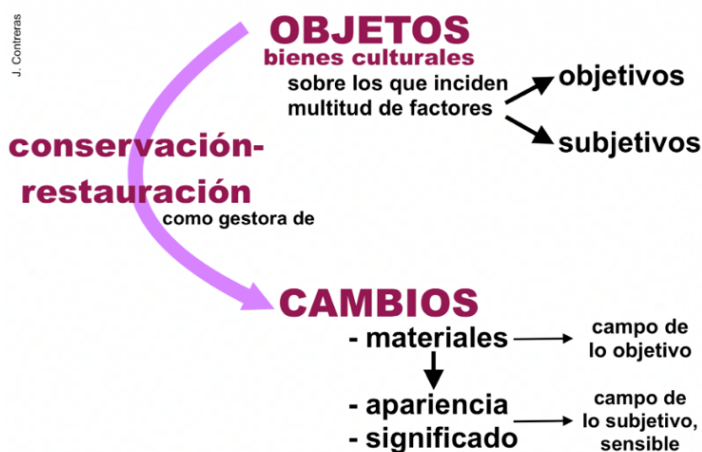 J. Contreras
OBJETOS
bienes culturales
sobre los que inciden
multitud de factores
objetivos
subjetivos
conservación-
restauración
como gestora de
CAMBIOS
- materiales
campo de
lo objetivo
- apariencia
- significado
campo de
lo subjetivo,
sensible